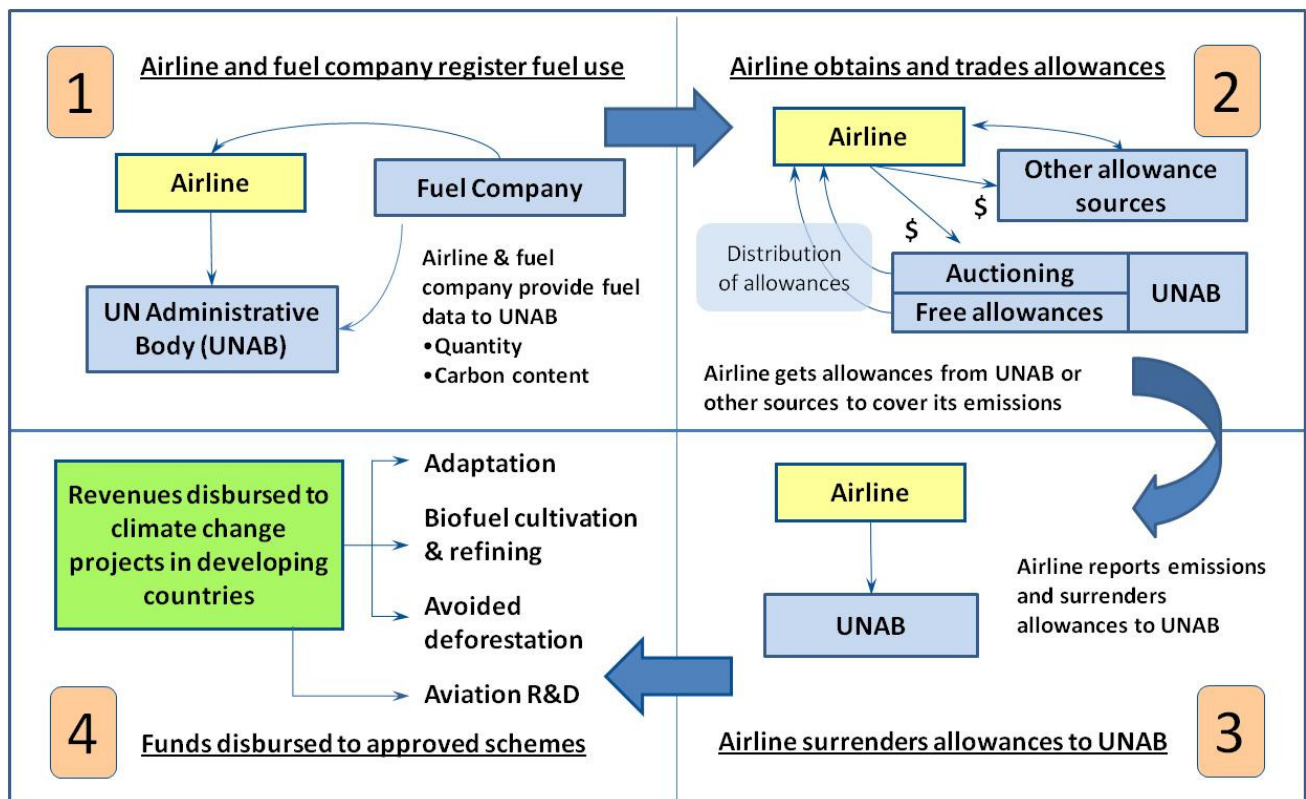 1
Airline and fuel company register fuel use
Airline
Fuel Company
UN Administrative
Body (UNAB)
Airline & fuel
company provide fuel
data to UNAB
•Quantity
•Carbon content
2
Airline obtains and trades allowances
Airline
Other allowance
sources
$
$
Distribution
of allowances
Auctioning
Free allowances
UNAB
Airline gets allowances from UNAB or
other sources to cover its emissions
3
Airline
UNAB
Airline reports emissions
and surrenders
allowances to UNAB
Airline surrenders allowances to UNAB
4
Revenues disbursed to
climate change
projects in developing
countries
Adaptation
Biofuel cultivation
& refining
Avoided
deforestation
Aviation R&D
Funds disbursed to approved schemes